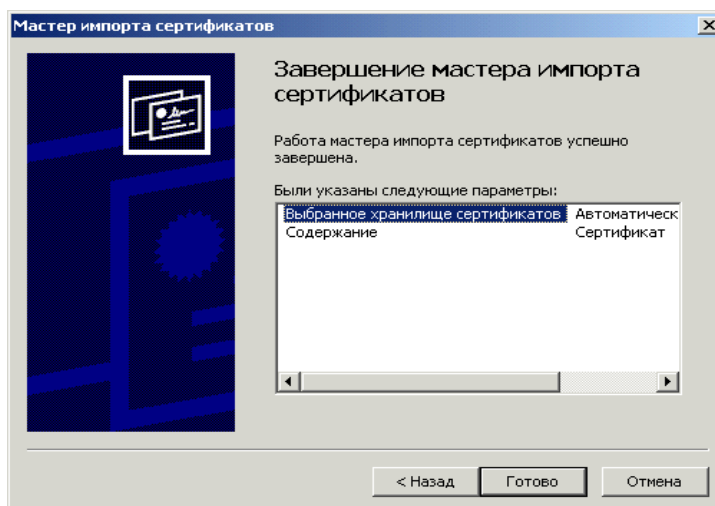 Мастер импорта сертификатов
Завершение мастера импорта
сертификатов
Работа мастера импорта сертификатов успешно
завершена.
Были указаны следующие параметры:
Выбранное хранилище сертификатов Автоматическ
Содержание Сертификат
< Назад Готово Отмена